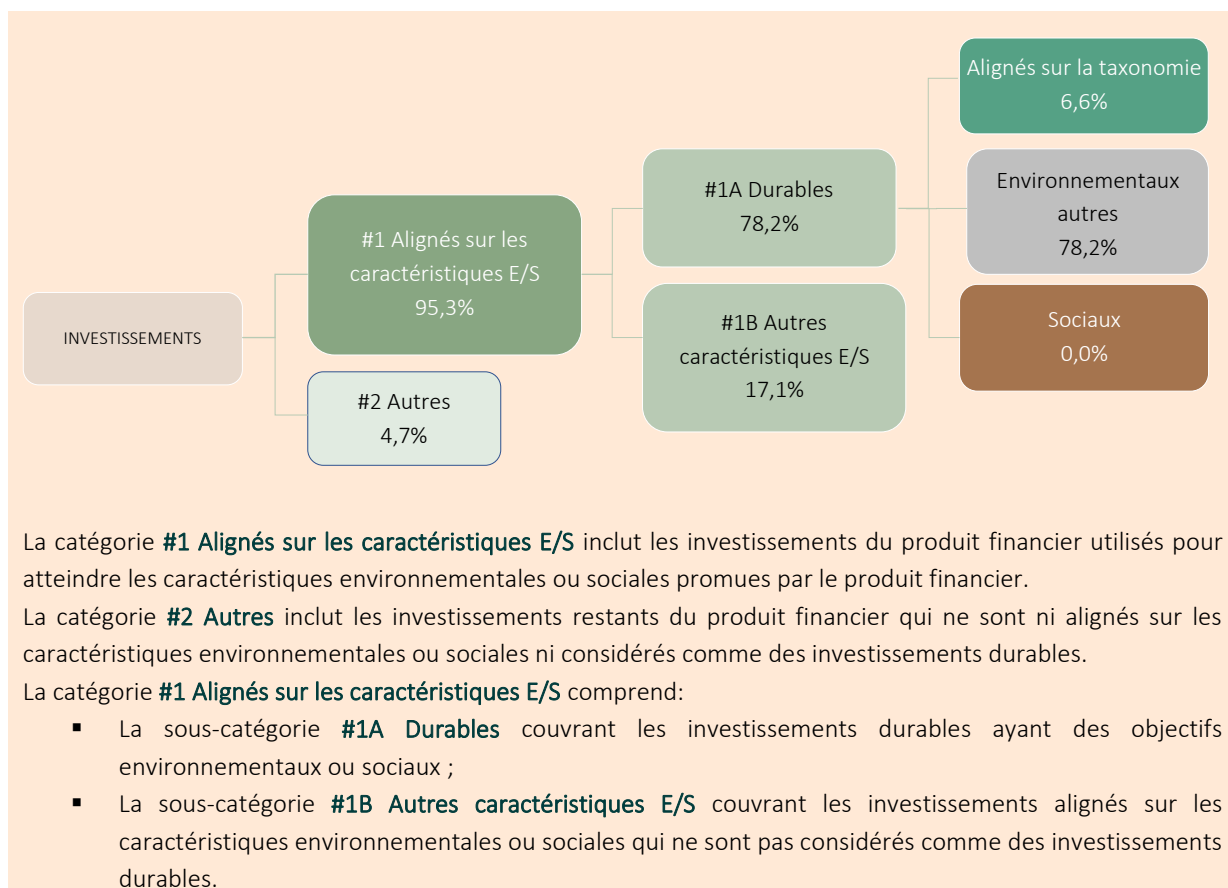 INVESTISSEMENTS
#1 Alignés sur les
caractéristiques E/S
95,3%
#2 Autres
4,7%
#1A Durables
78,2%
#1B Autres
caractéristiques E/S
17,1%
Alignés sur la taxonomie
6,6%
Environnementaux
autres
78,2%
Sociaux
0,0%
La catégorie #1 Alignés sur les caractéristiques E/S inclut les investissements du produit financier utilisés pour
atteindre les caractéristiques environnementales ou sociales promues par le produit financier.
La catégorie #2 Autres inclut les investissements restants du produit financier qui ne sont ni alignés sur les
caractéristiques environnementales ou sociales ni considérés comme des investissements durables.
La catégorie #1 Alignés sur les caractéristiques E/S comprend:
▪ La sous-catégorie #1A Durables couvrant les investissements durables ayant des objectifs
environnementaux ou sociaux ;
▪ La sous-catégorie #1B Autres caractéristiques E/S couvrant les investissements alignés sur les
caractéristiques environnementales ou sociales qui ne sont pas considérés comme des investissements
durables.